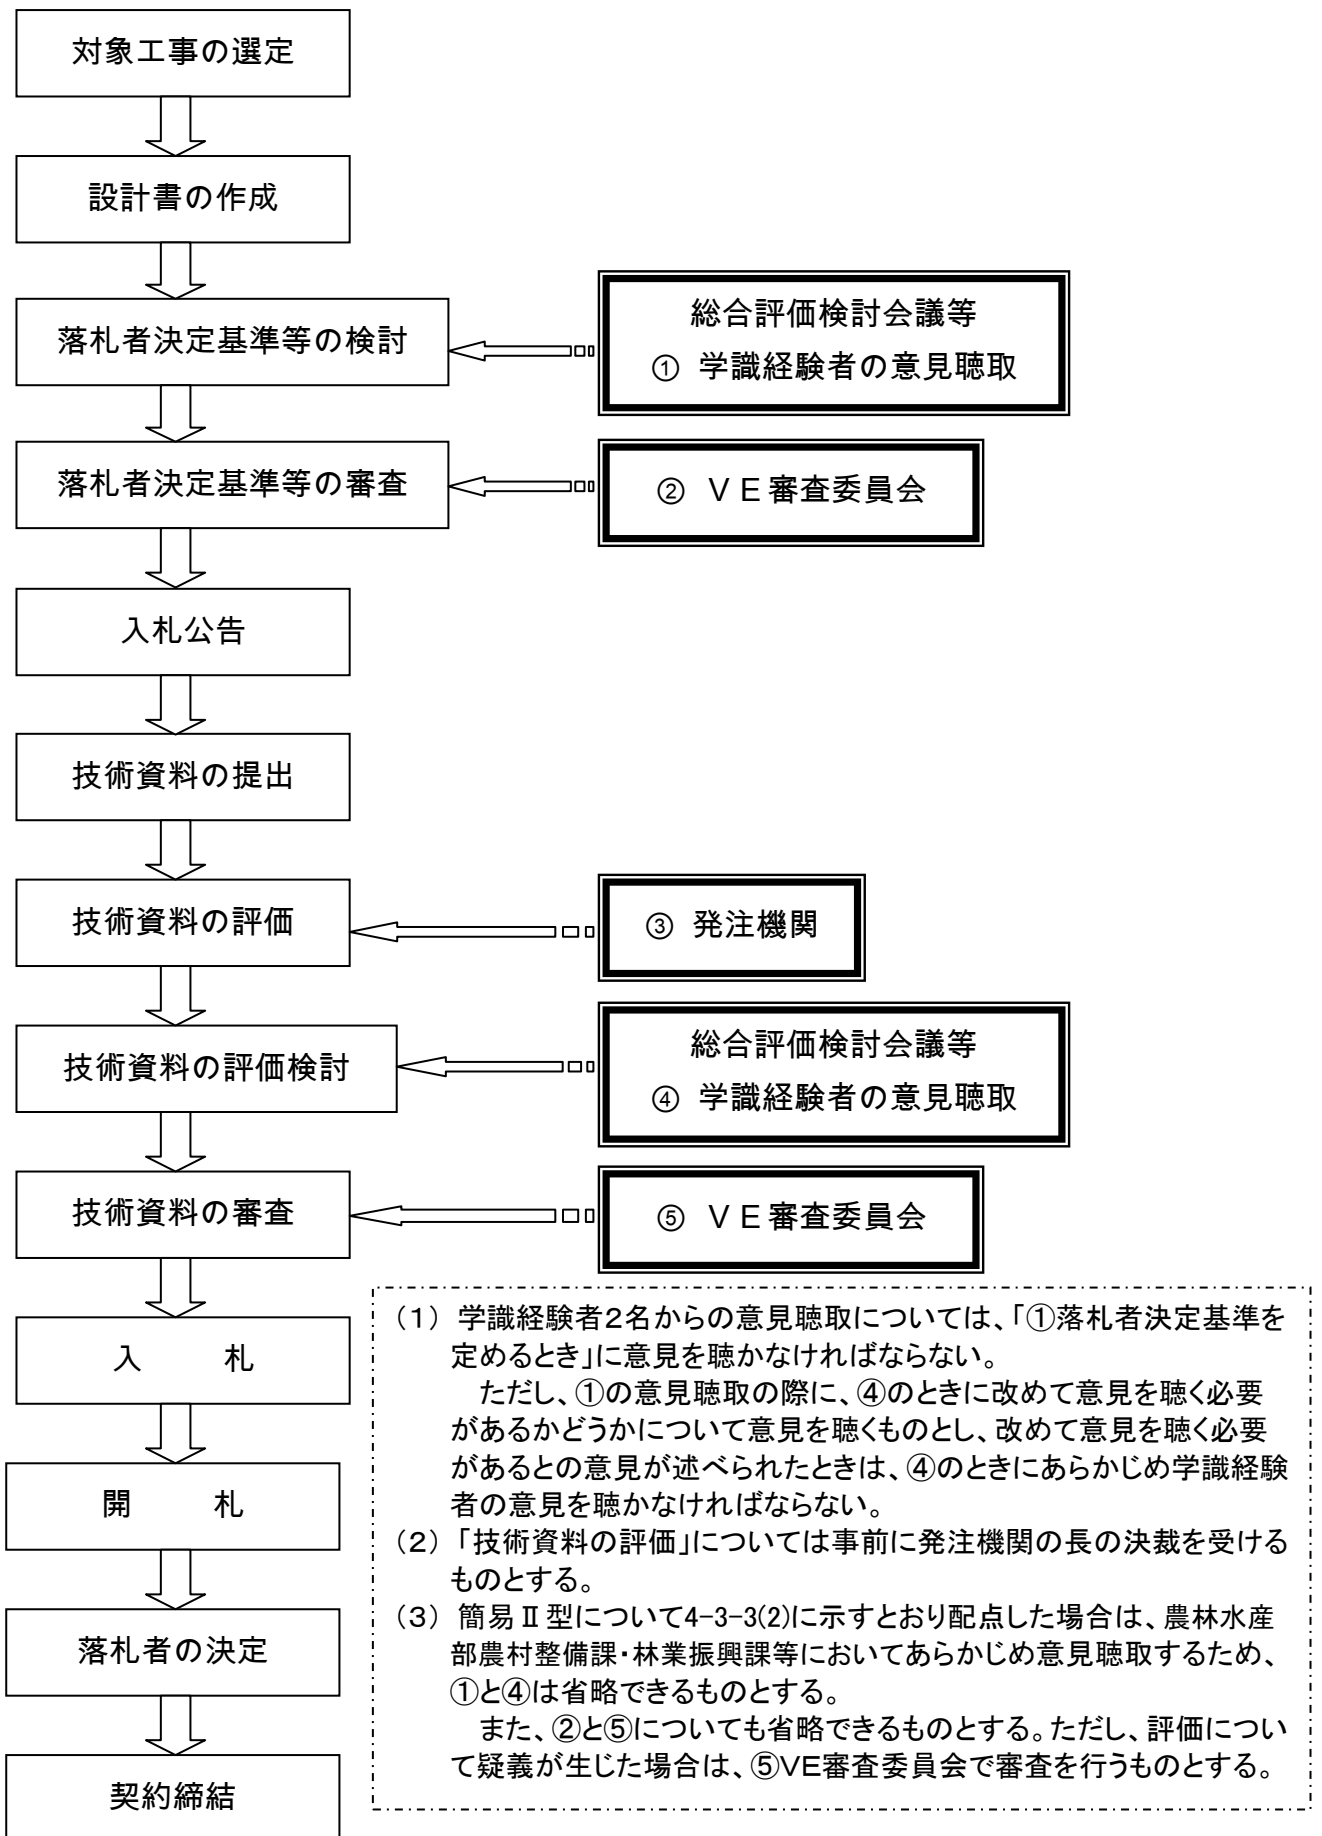 対象工事の選定
設計書の作成
落札者決定基準等の検討
総合評価検討会議等
① 学識経験者の意見聴取
落札者決定基準等の審査
② VE審査委員会
入札公告
技術資料の提出
技術資料の評価
③ 発注機関
技術資料の評価検討
総合評価検討会議等
④ 学識経験者の意見聴取
技術資料の審査
⑤ VE審査委員会
入　　札
開　　札
落札者の決定
契約締結
（１）学識経験者２名からの意見聴取については、「①落札者決定基準を
定めるとき」に意見を聴かなければならない。
ただし、①の意見聴取の際に、④のときに改めて意見を聴く必要
があるかどうかについて意見を聴くものとし、改めて意見を聴く必要
があるとの意見が述べられたときは、④のときにあらかじめ学識経験
者の意見を聴かなければならない。
（２）「技術資料の評価」については事前に発注機関の長の決裁を受ける
ものとする。
（３）簡易Ⅱ型について4-3-3(2)に示すとおり配点した場合は、農林水産
部農村整備課・林業振興課等においてあらかじめ意見聴取するため、
①と④は省略できるものとする。
また、②と⑤についても省略できるものとする。ただし、評価につい
て疑義が生じた場合は、⑤VE審査委員会で審査を行うものとする。